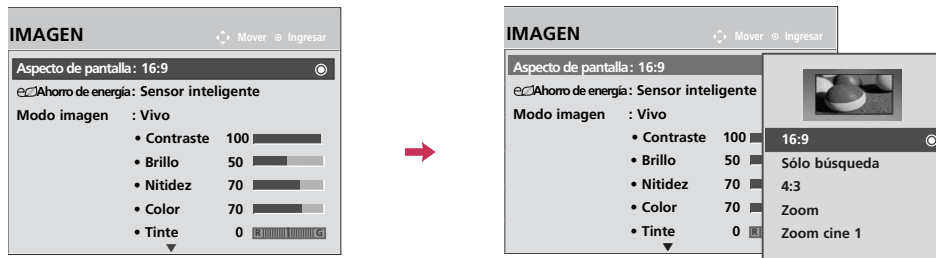 IMAGEN
Mover Ingresar
Aspecto de pantalla: 16:9
Ahorro de energía: Sensor inteligente
Modo imagen : Vivo
• Contraste 100
• Brillo 50
• Nitidez 70
• Color 70
• Tinte 0 R G
IMAGEN
Mover Ingresar
Aspecto de pantalla: 16:9
Ahorro de energía: Sensor inteligente
Modo imagen : Vivo
• Contraste 100
• Brillo 50
• Nitidez 70
• Color 70
• Tinte 0 R
16:9
Sólo búsqueda
4:3
Zoom
Zoom cine 1